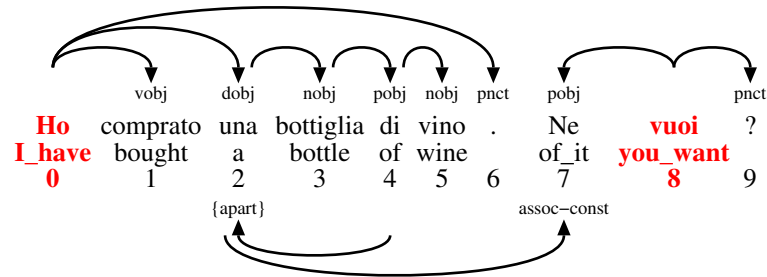 vobj dobj nobj pobj nobj pnct pobj pnct
Ho comprato una bottiglia di vino . Ne vuoi ?
I_have bought a bottle of wine of_it you_want
0 1 2 3 4 5 6 7 8 9
{apart} assoc−const